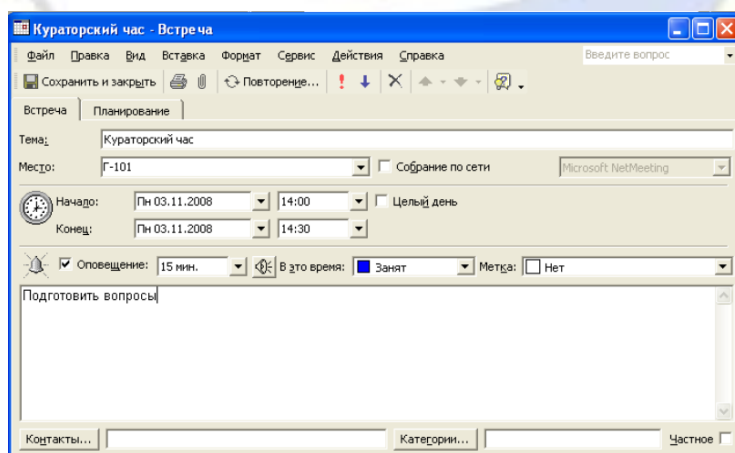 Кураторский час - Встреча
Файл Правка Вид Вставка Формат Сервис Действия Справка Введите вопрос
Сохранить и закрыть Повторение...
Встреча Планирование
Тема: Кураторский час
Место: Г-101 Собрание по сети Microsoft NetMeeting
Начало: Пн 03.11.2008 14:00 Целый день
Конец: Пн 03.11.2008 14:30
Оповещение: 15 мин. В это время: Занят Метка: Нет
Подготовить вопросы
Контакты... Категории... Частное